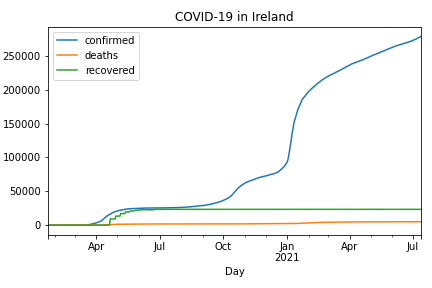 COVID-19 in Ireland
confirmed
deaths
recovered
250000
200000
150000
100000
50000
0
Apr Jul Oct Jan Apr Jul
2021
Day